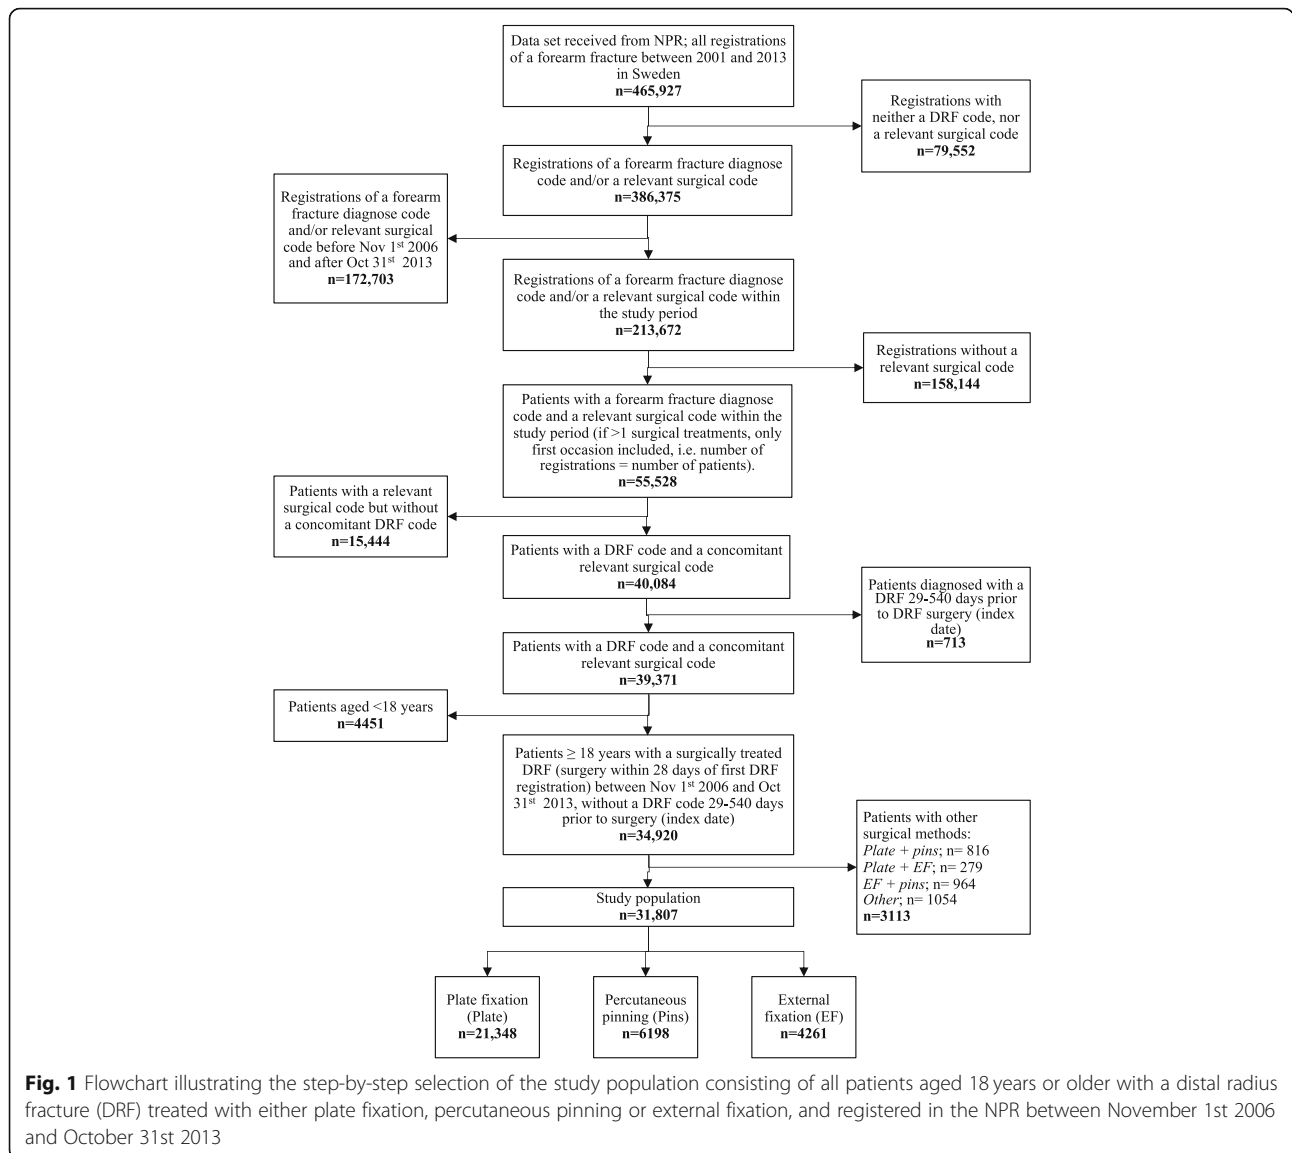 Data set received from NPR; all registrations
of a forearm fracture between 2001 and 2013
in Sweden
n=465,927
Registrations with
neither a DRF code, nor
a relevant surgical code
n=79,552
Registrations of a forearm fracture diagnose
code and/or a relevant surgical code
n=386,375
Registrations of a forearm
fracture diagnose code
and/or relevant surgical
code before Nov 1st 2006
and after Oct 31st 2013
n=172,703
Registrations of a forearm fracture diagnose
code and/or a relevant surgical code within
the study period
n=213,672
Registrations without a
relevant surgical code
n=158,144
Patients with a forearm fracture diagnose
code and a relevant surgical code within the
study period (if >1 surgical treatments, only
first occasion included, i.e. number of
registrations = number of patients).
n=55,528
Patients with a relevant
surgical code but without
a concomitant DRF code
n=15,444
Patients with a DRF code and a concomitant
relevant surgical code
n=40,084
Patients diagnosed with a
DRF 29-540 days prior
to DRF surgery (index
date)
n=713
Patients with a DRF code and a concomitant
relevant surgical code
n=39,371
Patients aged <18 years
n=4451
Patients ≥ 18 years with a surgically treated
DRF (surgery within 28 days of first DRF
registration) between Nov 1st 2006 and Oct
31st 2013, without a DRF code 29-540 days
prior to surgery (index date)
n=34,920
Patients with other
surgical methods:
Plate + pins; n= 816
Plate + EF; n= 279
EF + pins; n= 964
Other; n= 1054
n=3113
Study population
n=31,807
Plate fixation
(Plate)
n=21,348
Percutaneous
pinning (Pins)
n=6198
External
fixation (EF)
n=4261
Fig. 1 Flowchart illustrating the step-by-step selection of the study population consisting of all patients aged 18 years or older with a distal radius
fracture (DRF) treated with either plate fixation, percutaneous pinning or external fixation, and registered in the NPR between November 1st 2006
and October 31st 2013